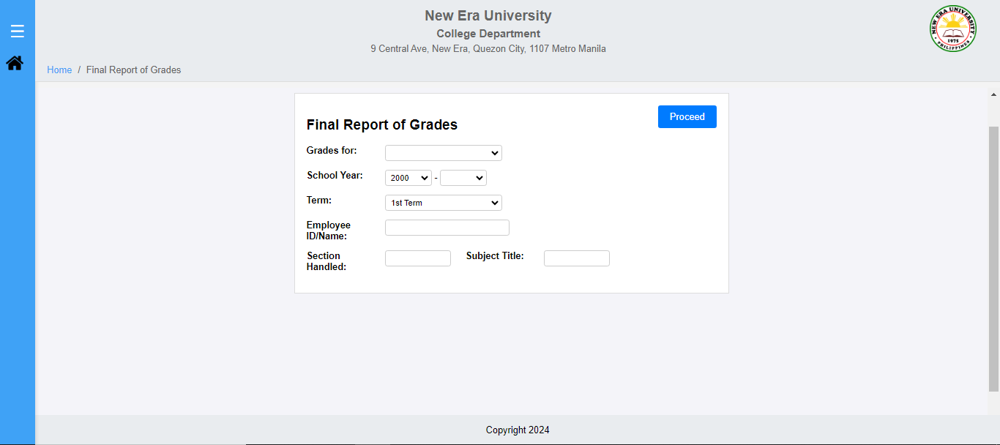 New Era University
College Department
9 Central Ave, New Era, Quezon City, 1107 Metro Manila
NEW ERA UNIVERSITY
1975
PHILIPPINES
Home / Final Report of Grades
Proceed
Final Report of Grades
Grades for:
School Year: 2000 -
Term: 1st Term
Employee
ID/Name:
Section
Handled:
Subject Title:
Copyright 2024